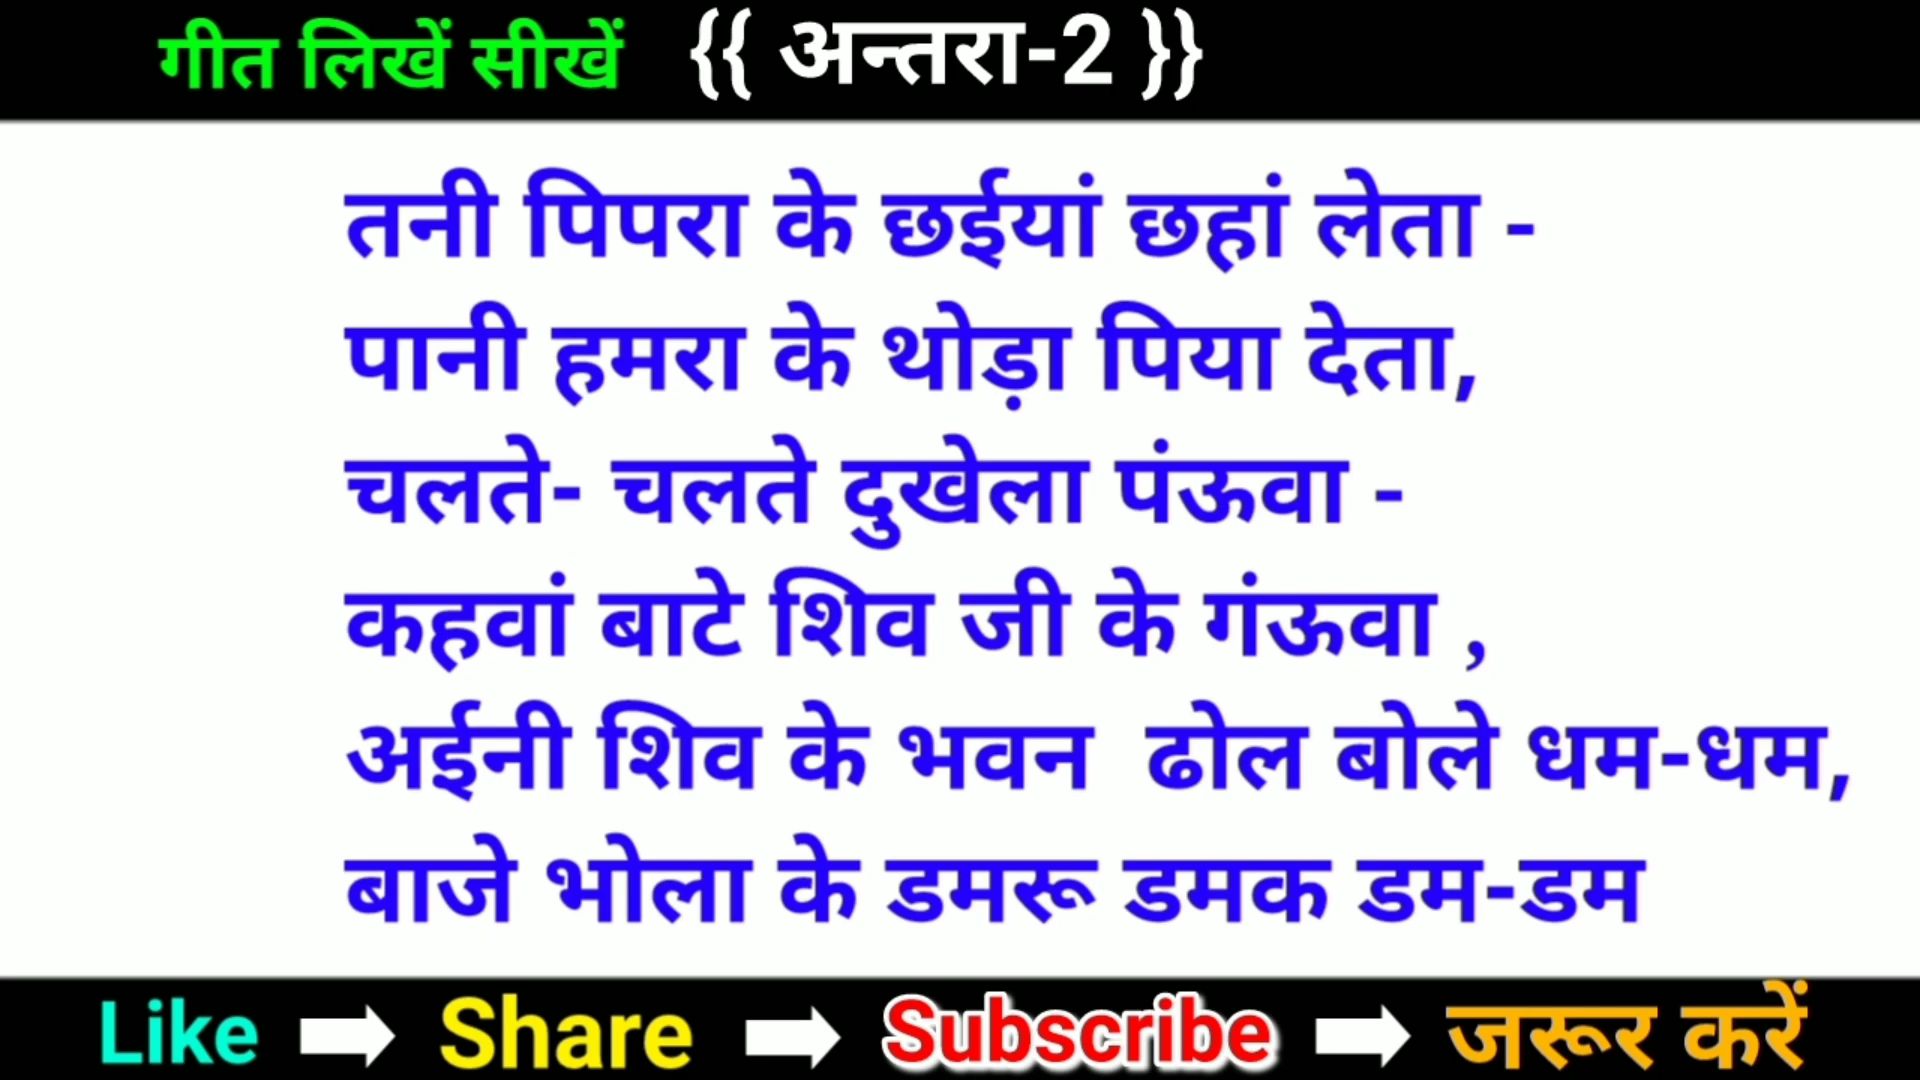 गीत लिखें सीखें {{ अन्तरा-2 }}
तनी पिपरा के छईयां छहां लेता -
पानी हमरा के थोड़ा पिया देता,
चलते- चलते दुखेला पंऊवा -
कहवां बाटे शिव जी के गंऊवा ,
अईनी शिव के भवन ढोल बोले धम-धम,
बाजे भोला के डमरू डमक डम-डम
Like Share Subscribe जरूर करें